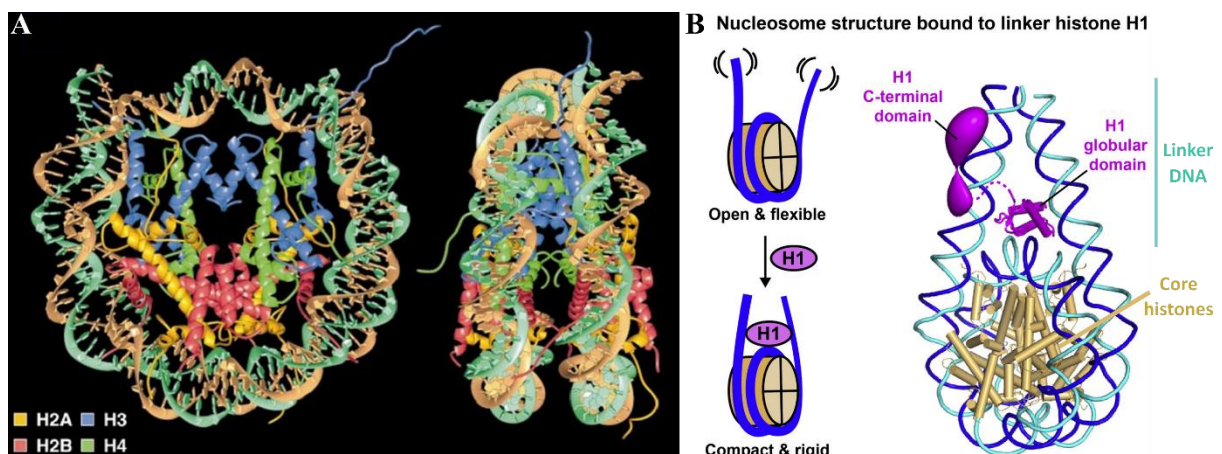 A
H2A
H3
H2B
H4
B
Nucleosome structure bound to linker histone H1
Open & flexible
H1
H1
Compact & rigid
H1
C-terminal
domain
H1
globular
domain
Linker
DNA
Core
histones